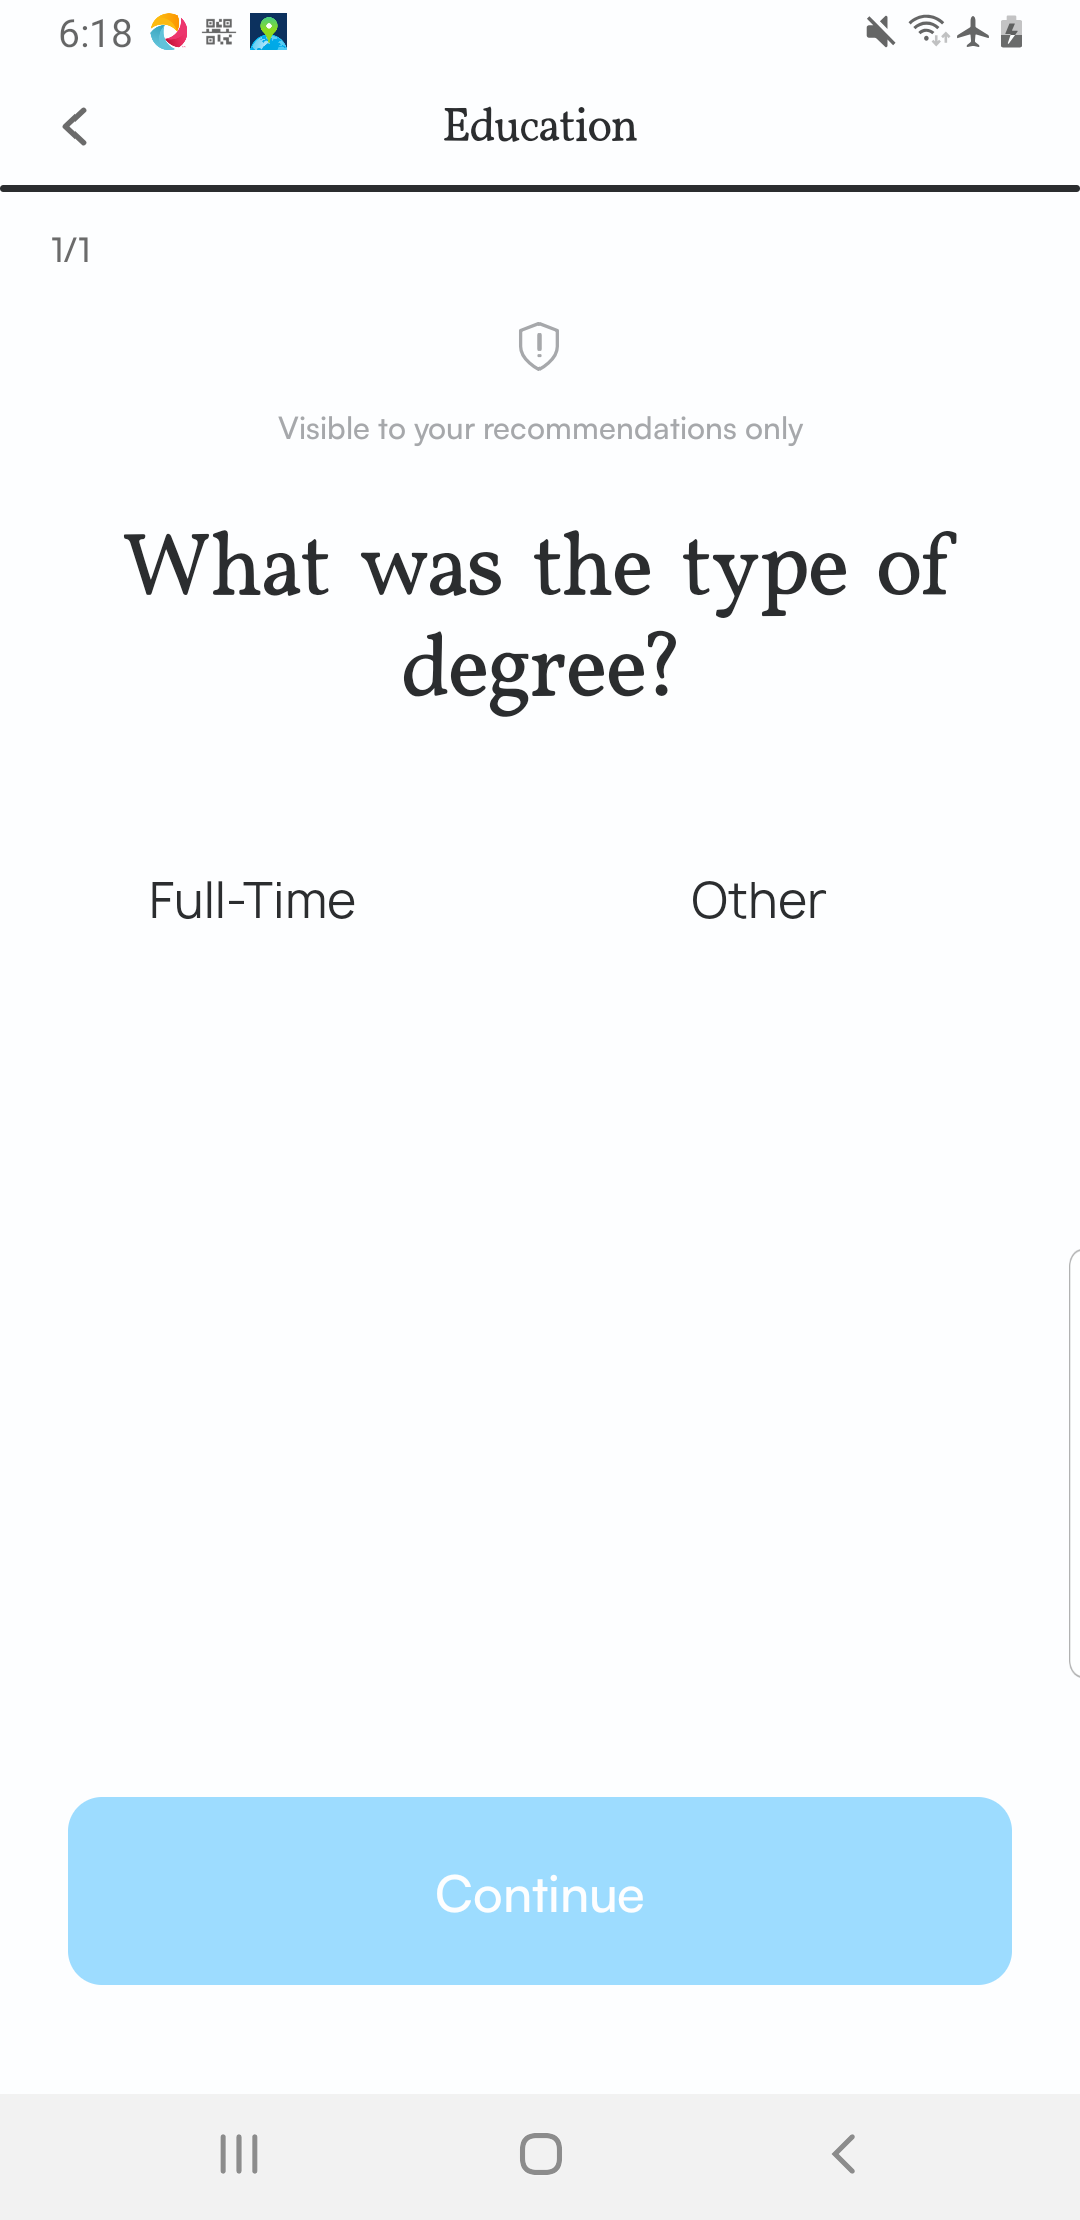 6:18
Education
1/1
Visible to your recommendations only
What was the type of
degree?
Full-Time
Other
Continue